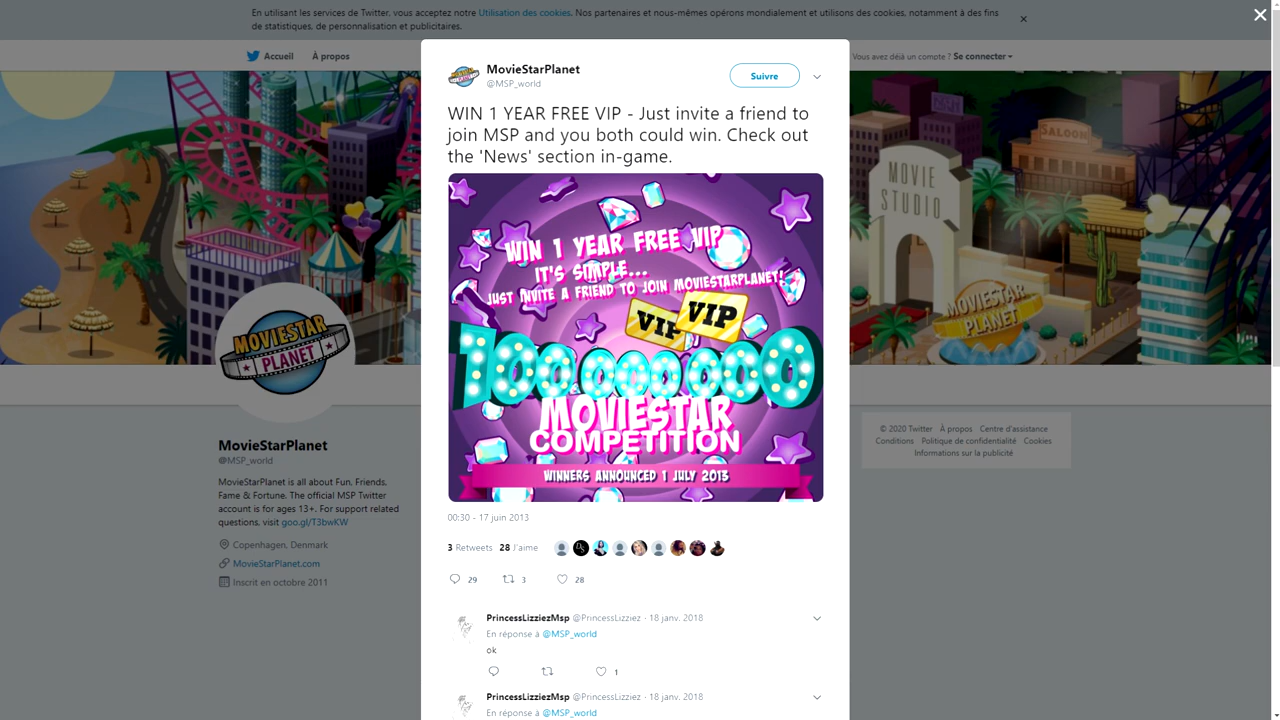 En utilisant les services de Twitter, vous acceptez notre Utilisation des cookies. Nos partenaires et nous-mêmes opérons mondialement et utilisons des cookies, notamment à des fins
de statistiques, de personnalisation et publicitaires.
Accueil
À propos
Vous avez déjà un compte ? Se connecter
MovieStarPlanet
@MSP_world
Suivre
WIN 1 YEAR FREE VIP - Just invite a friend to
join MSP and you both could win. Check out
the 'News' section in-game.
WIN 1 YEAR FREE VIP
IT'S SIMPLE...
JUST INVITE A FRIEND TO JOIN MOVIESTARPLANET!
VIP
VIP
100 000 000
MOVIESTAR
COMPETITION
WINNERS ANNOUNCED 1 JULY 2013
00:30 - 17 juin 2013
3 Retweets 28 J'aime
29
3
28
PrincessLizziezMsp @PrincessLizziez · 18 janv. 2018
En réponse à @MSP_world
ok
1
PrincessLizziezMsp @PrincessLizziez · 18 janv. 2018
En réponse à @MSP_world
MOVIESTAR
PLANET
MovieStarPlanet
@MSP_world
MovieStarPlanet is all about Fun, Friends,
Fame & Fortune. The official MSP Twitter
account is for ages 13+. For support related
questions, visit goo.gl/T3bwKW
Copenhagen, Denmark
MovieStarPlanet.com
Inscrit en octobre 2011
SALOON
MOVIE
STUDIO
MOVIESTAR
PLANET
© 2020 Twitter À propos Centre d'assistance
Conditions Politique de confidentialité Cookies
Informations sur la publicité